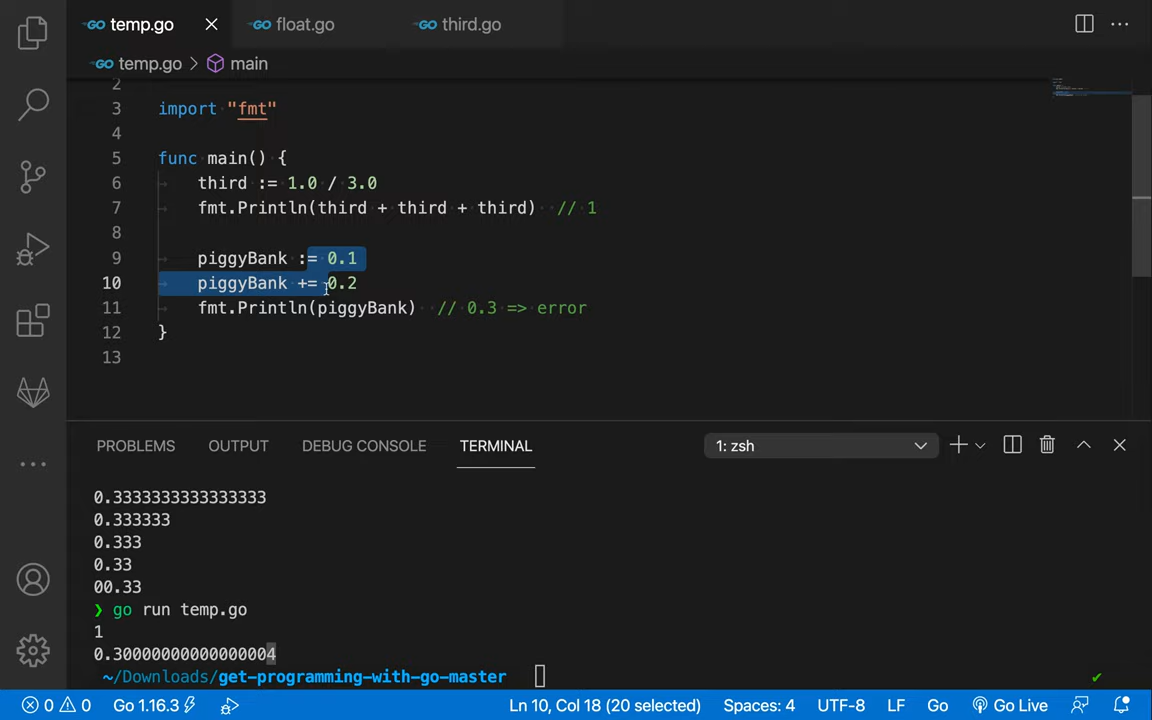 temp.go float.go third.go
temp.go > main
2
3 import "fmt"
4
5 func main() {
6 third := 1.0 / 3.0
7 fmt.Println(third + third + third) // 1
8
9 piggyBank := 0.1
10 piggyBank += 0.2
11 fmt.Println(piggyBank) // 0.3 => error
12 }
13
PROBLEMS OUTPUT DEBUG CONSOLE TERMINAL 1: zsh
0.3333333333333333
0.333333
0.333
0.33
00.33
❯ go run temp.go
1
0.30000000000000004
~/Downloads/get-programming-with-go-master
0 0 Go 1.16.3 Ln 10, Col 18 (20 selected) Spaces: 4 UTF-8 LF Go Go Live